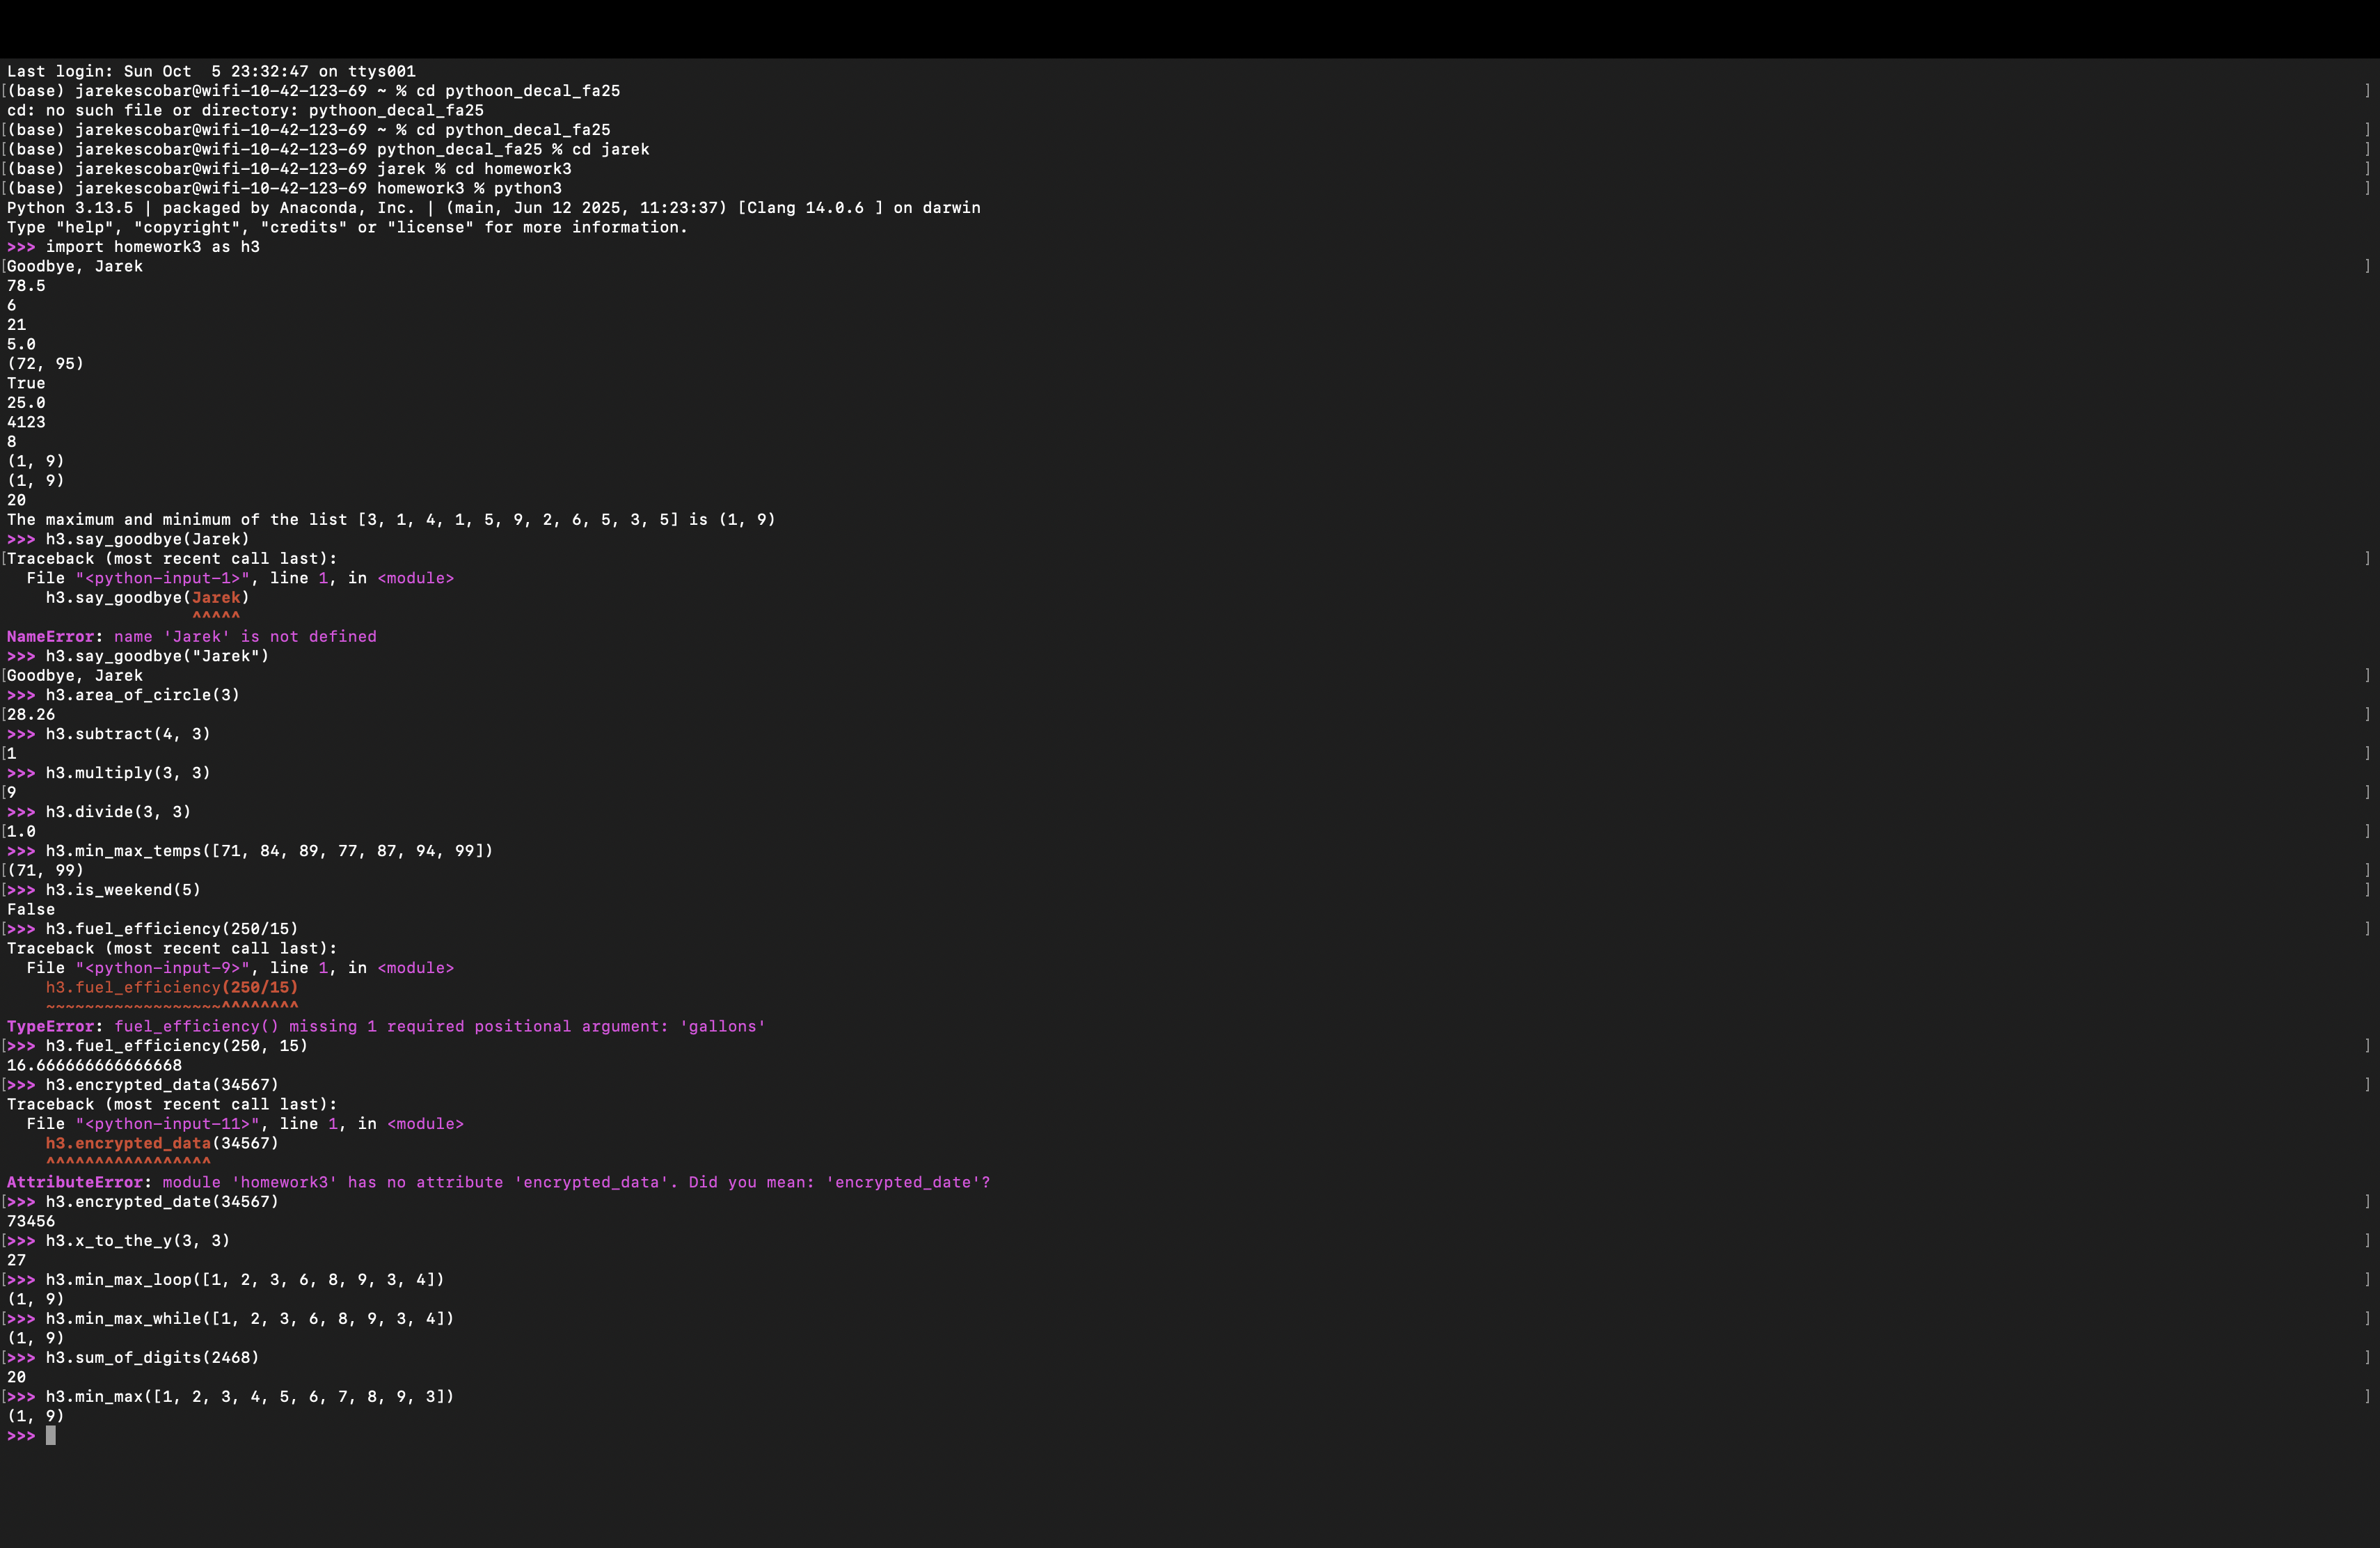 Last login: Sun Oct  5 23:32:47 on ttys001
[(base) jarekescobar@wifi-10-42-123-69 ~ % cd pythoon_decal_fa25 ]
cd: no such file or directory: pythoon_decal_fa25
[(base) jarekescobar@wifi-10-42-123-69 ~ % cd python_decal_fa25 ]
[(base) jarekescobar@wifi-10-42-123-69 python_decal_fa25 % cd jarek ]
[(base) jarekescobar@wifi-10-42-123-69 jarek % cd homework3 ]
[(base) jarekescobar@wifi-10-42-123-69 homework3 % python3 ]
Python 3.13.5 | packaged by Anaconda, Inc. | (main, Jun 12 2025, 11:23:37) [Clang 14.0.6 ] on darwin
Type "help", "copyright", "credits" or "license" for more information.
>>> import homework3 as h3
[Goodbye, Jarek ]
78.5
6
21
5.0
(72, 95)
True
25.0
4123
8
(1, 9)
(1, 9)
20
The maximum and minimum of the list [3, 1, 4, 1, 5, 9, 2, 6, 5, 3, 5] is (1, 9)
>>> h3.say_goodbye(Jarek)
[Traceback (most recent call last): ]
  File "<python-input-1>", line 1, in <module>
    h3.say_goodbye(Jarek)
                   ^^^^^
NameError: name 'Jarek' is not defined
>>> h3.say_goodbye("Jarek")
[Goodbye, Jarek ]
>>> h3.area_of_circle(3)
[28.26 ]
>>> h3.subtract(4, 3)
[1 ]
>>> h3.multiply(3, 3)
[9 ]
>>> h3.divide(3, 3)
[1.0 ]
>>> h3.min_max_temps([71, 84, 89, 77, 87, 94, 99])
[(71, 99) ]
[>>> h3.is_weekend(5) ]
False
[>>> h3.fuel_efficiency(250/15) ]
Traceback (most recent call last):
  File "<python-input-9>", line 1, in <module>
    h3.fuel_efficiency(250/15)
    ~~~~~~~~~~~~~~~~~~^^^^^^^^
TypeError: fuel_efficiency() missing 1 required positional argument: 'gallons'
[>>> h3.fuel_efficiency(250, 15) ]
16.666666666666668
[>>> h3.encrypted_data(34567) ]
Traceback (most recent call last):
  File "<python-input-11>", line 1, in <module>
    h3.encrypted_data(34567)
    ^^^^^^^^^^^^^^^^^
AttributeError: module 'homework3' has no attribute 'encrypted_data'. Did you mean: 'encrypted_date'?
[>>> h3.encrypted_date(34567) ]
73456
[>>> h3.x_to_the_y(3, 3) ]
27
[>>> h3.min_max_loop([1, 2, 3, 6, 8, 9, 3, 4]) ]
(1, 9)
[>>> h3.min_max_while([1, 2, 3, 6, 8, 9, 3, 4]) ]
(1, 9)
[>>> h3.sum_of_digits(2468) ]
20
[>>> h3.min_max([1, 2, 3, 4, 5, 6, 7, 8, 9, 3]) ]
(1, 9)
>>>